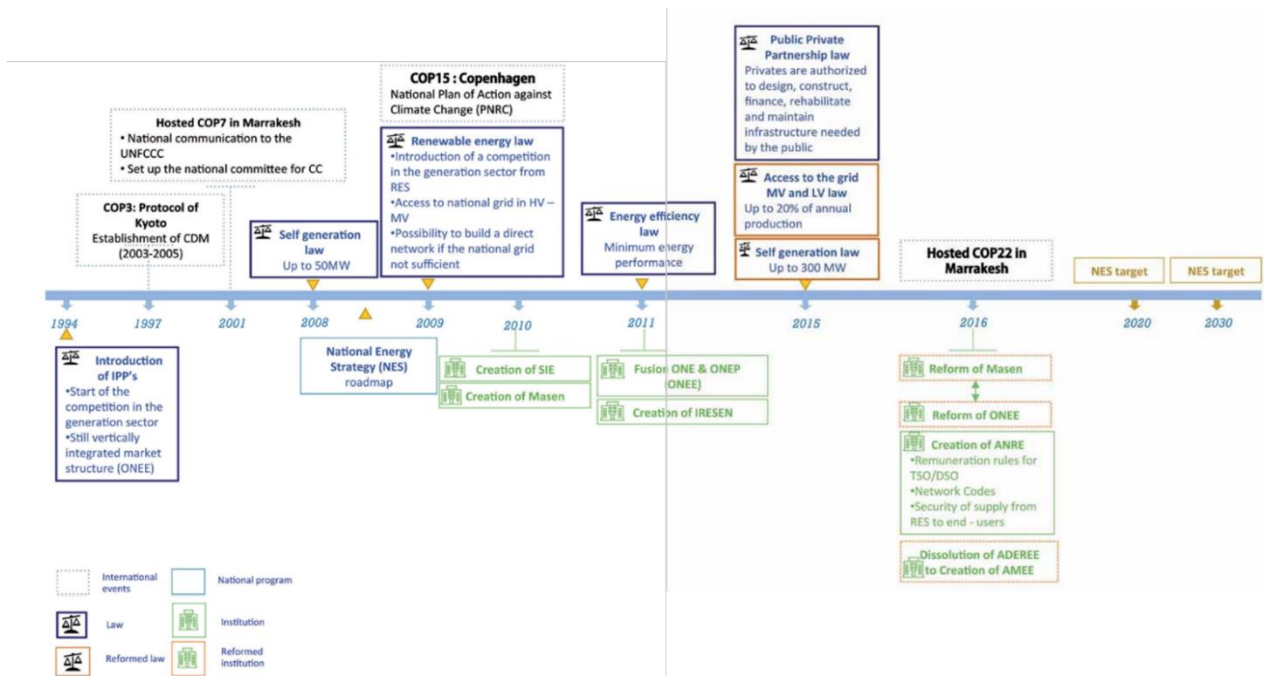 Public Private
Partnership law
Privates are authorized
to design, construct,
finance, rehabilitate
and maintain
infrastructure needed
by the public
COP15 : Copenhagen
National Plan of Action against
Climate Change (PNRC)
Hosted COP7 in Marrakesh
• National communication to the
UNFCCC
• Set up the national committee for CC
Renewable energy law
•Introduction of a competition
in the generation sector from
RES
•Access to national grid in HV –
MV
•Possibility to build a direct
network if the national grid
not sufficient
Access to the grid
MV and LV law
Up to 20% of annual
production
COP3: Protocol of
Kyoto
Establishment of CDM
(2003-2005)
Self generation
law
Up to 50MW
Energy efficiency
law
Minimum energy
performance
Self generation law
Up to 300 MW
Hosted COP22 in
Marrakesh
NES target
NES target
1994
1997
2001
2008
2009
2010
2011
2015
2016
2020
2030
Introduction
of IPP's
•Start of the
competition in the
generation sector
•Still vertically
integrated market
structure (ONEE)
National Energy
Strategy (NES)
roadmap
Creation of SIE
Creation of Masen
Fusion ONE & ONEP
(ONEE)
Creation of IRESEN
Reform of Masen
Reform of ONEE
Creation of ANRE
•Remuneration rules for
TSO/DSO
•Network Codes
•Security of supply from
RES to end - users
Dissolution of ADEREE
to Creation of AMEE
International
events
National program
Law
Institution
Reformed law
Reformed
institution